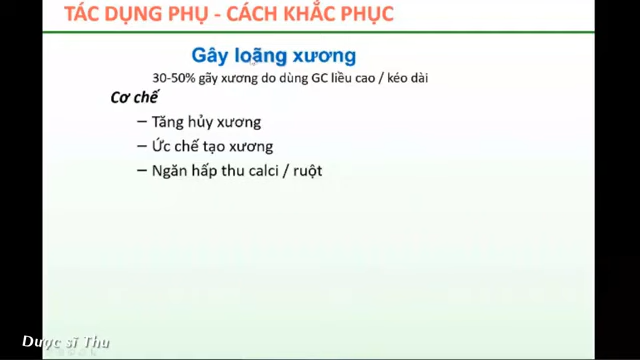 TÁC DỤNG PHỤ - CÁCH KHẮC PHỤC
Gây loãng xương
30-50% gãy xương do dùng GC liều cao / kéo dài
Cơ chế
– Tăng hủy xương
– Ức chế tạo xương
– Ngăn hấp thu calci / ruột
Dược sĩ Thu